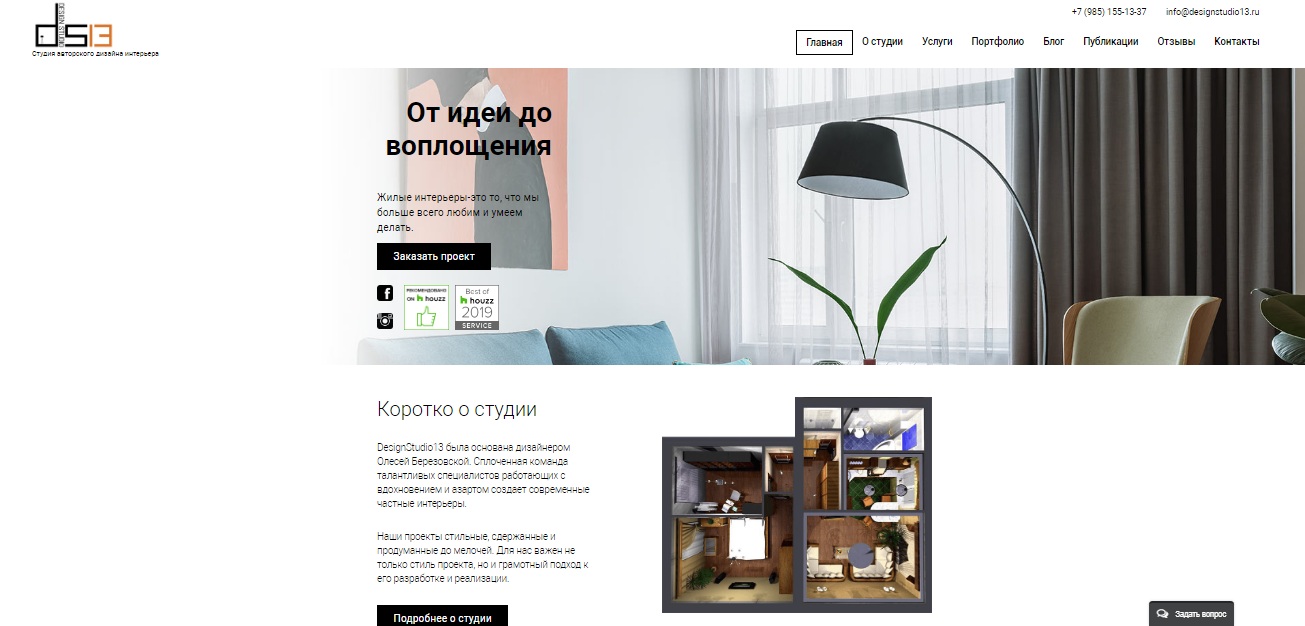 DESIGN STUDIO
ds13
Студия авторского дизайна интерьера
+7 (985) 155-13-37
info@designstudio13.ru
Главная
О студии
Услуги
Портфолио
Блог
Публикации
Отзывы
Контакты
От идеи до
воплощения
Жилые интерьеры-это то, что мы
больше всего любим и умеем
делать.
Заказать проект
РЕКОМЕНДОВАНО
ON houzz
Best of
houzz
2019
SERVICE
Коротко о студии
DesignStudio13 была основана дизайнером
Олесей Березовской. Сплоченная команда
талантливых специалистов работающих с
вдохновением и азартом создает современные
частные интерьеры.
Наши проекты стильные, сдержанные и
продуманные до мелочей. Для нас важен не
только стиль проекта, но и грамотный подход к
его разработке и реализации.
Подробнее о студии
Задать вопрос